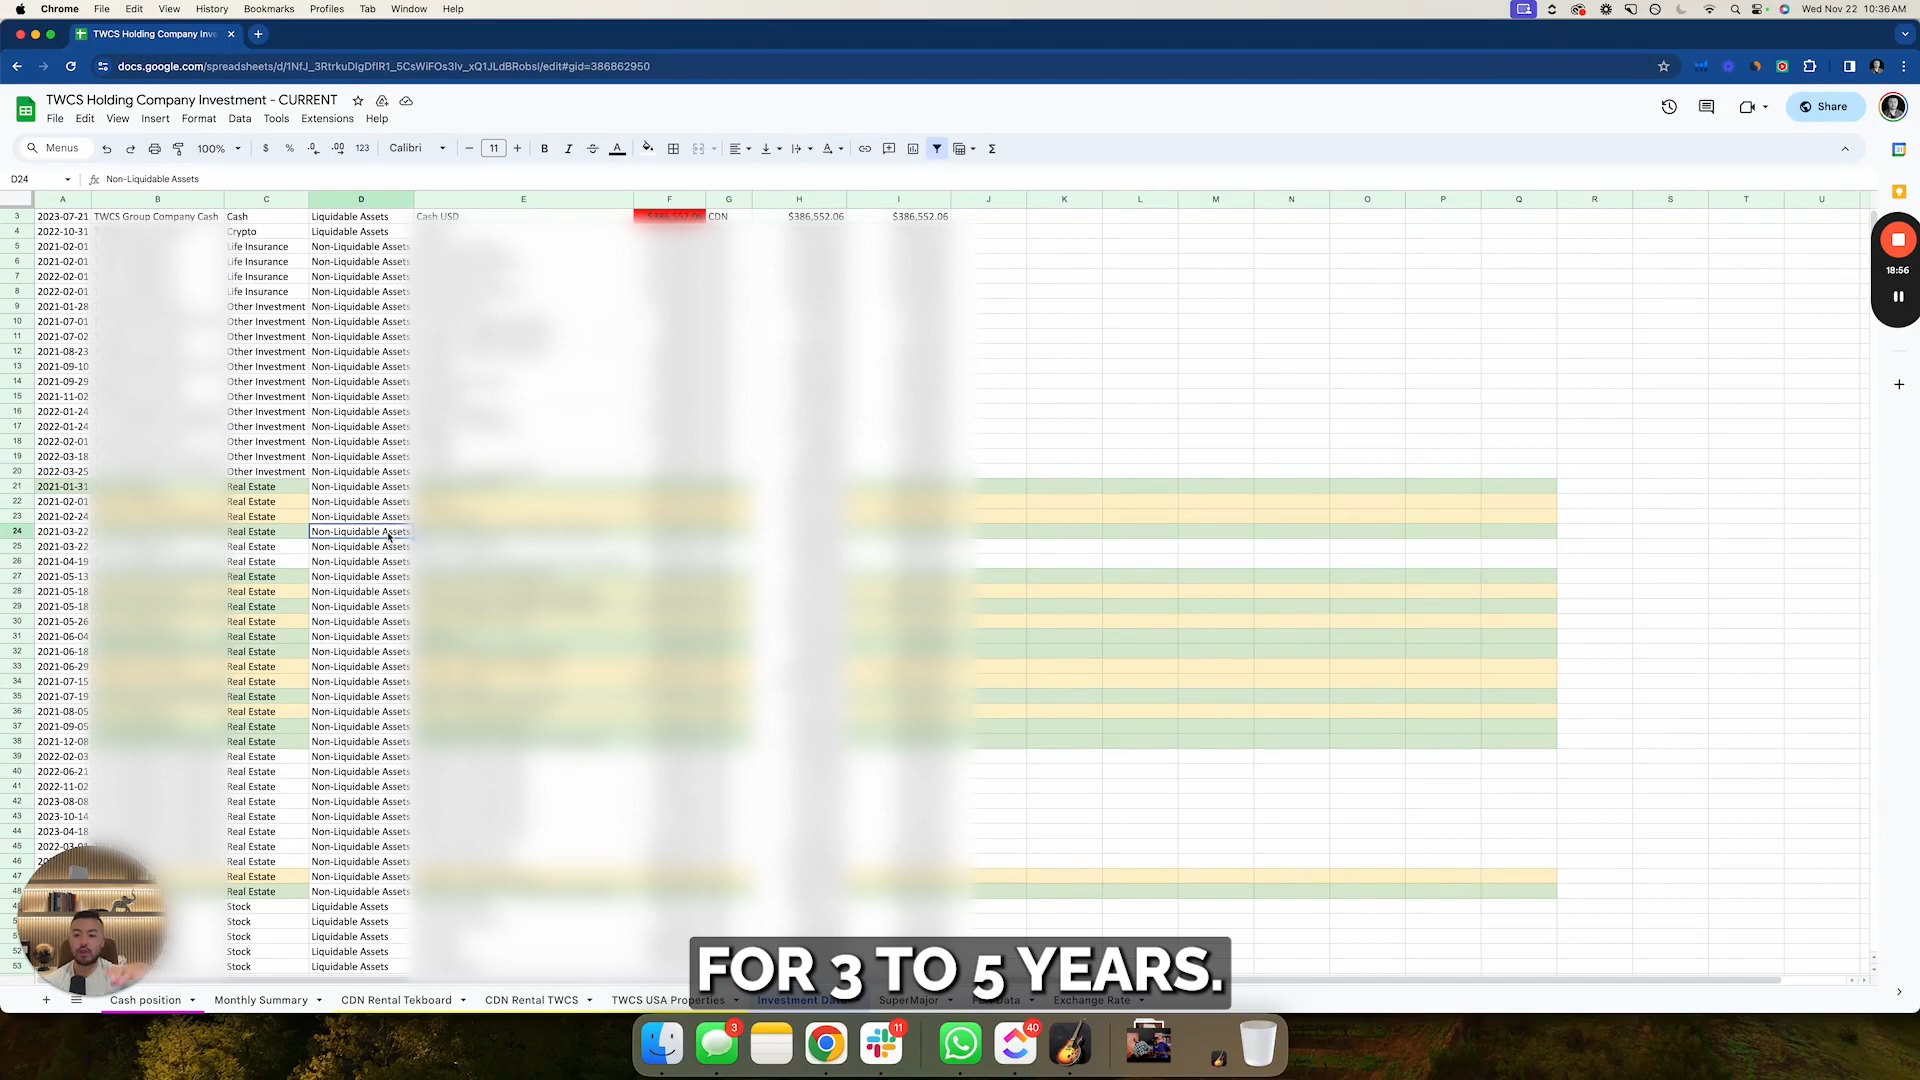 Chrome File Edit View History Bookmarks Profiles Tab Window Help Wed Nov 22 10:36 AM
TWCS Holding Company Inve
docs.google.com/spreadsheets/d/1NfJ_3RtrkuDlgDflR1_5CsWiFOs3lv_xQ1JLdBRobsI/edit#gid=386862950
TWCS Holding Company Investment - CURRENT
Share
File Edit View Insert Format Data Tools Extensions Help
Menus 100% $ % .0 .00 123 Calibri 11 B I A
D24 fx Non-Liquidable Assets
A B C D E F G H I J K L M N O P Q R S T U
3 2023-07-21 TWCS Group Company Cash Cash Liquidable Assets Cash USD $386,552.06 CDN $386,552.06 $386,552.06
4 2022-10-31 Crypto Liquidable Assets
5 2021-02-01 Life Insurance Non-Liquidable Assets
6 2021-02-01 Life Insurance Non-Liquidable Assets
7 2022-02-01 Life Insurance Non-Liquidable Assets
8 2022-02-01 Life Insurance Non-Liquidable Assets
9 2021-01-28 Other Investment Non-Liquidable Assets
10 2021-07-01 Other Investment Non-Liquidable Assets
11 2021-07-02 Other Investment Non-Liquidable Assets
12 2021-08-23 Other Investment Non-Liquidable Assets
13 2021-09-10 Other Investment Non-Liquidable Assets
14 2021-09-29 Other Investment Non-Liquidable Assets
15 2021-11-02 Other Investment Non-Liquidable Assets
16 2022-01-24 Other Investment Non-Liquidable Assets
17 2022-01-24 Other Investment Non-Liquidable Assets
18 2022-02-01 Other Investment Non-Liquidable Assets
19 2022-03-18 Other Investment Non-Liquidable Assets
20 2022-03-25 Other Investment Non-Liquidable Assets
21 2021-01-31 Real Estate Non-Liquidable Assets
22 2021-02-01 Real Estate Non-Liquidable Assets
23 2021-02-24 Real Estate Non-Liquidable Assets
24 2021-03-22 Real Estate Non-Liquidable Assets
25 2021-03-22 Real Estate Non-Liquidable Assets
26 2021-04-19 Real Estate Non-Liquidable Assets
27 2021-05-13 Real Estate Non-Liquidable Assets
28 2021-05-18 Real Estate Non-Liquidable Assets
29 2021-05-18 Real Estate Non-Liquidable Assets
30 2021-05-26 Real Estate Non-Liquidable Assets
31 2021-06-04 Real Estate Non-Liquidable Assets
32 2021-06-18 Real Estate Non-Liquidable Assets
33 2021-06-29 Real Estate Non-Liquidable Assets
34 2021-07-15 Real Estate Non-Liquidable Assets
35 2021-07-19 Real Estate Non-Liquidable Assets
36 2021-08-05 Real Estate Non-Liquidable Assets
37 2021-09-05 Real Estate Non-Liquidable Assets
38 2021-12-08 Real Estate Non-Liquidable Assets
39 2022-02-03 Real Estate Non-Liquidable Assets
40 2022-06-21 Real Estate Non-Liquidable Assets
41 2022-11-02 Real Estate Non-Liquidable Assets
42 2023-08-08 Real Estate Non-Liquidable Assets
43 2023-10-14 Real Estate Non-Liquidable Assets
44 2023-04-18 Real Estate Non-Liquidable Assets
45 Real Estate Non-Liquidable Assets
46 Real Estate Non-Liquidable Assets
47 Real Estate Non-Liquidable Assets
48 Real Estate Non-Liquidable Assets
Stock Liquidable Assets
Stock Liquidable Assets
Stock Liquidable Assets
52 Stock Liquidable Assets
53 Stock Liquidable Assets
18:56
FOR 3 TO 5 YEARS.
Cash position Monthly Summary CDN Rental Tekboard CDN Rental TWCS TWCS USA Properties Investment Data SuperMajor Data Exchange Rate
3 11 40